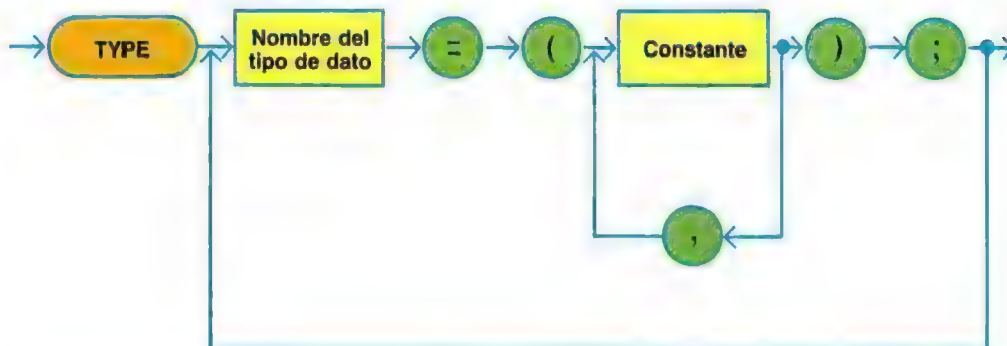 TYPE
Nombre del
tipo de dato
=
(
Constante
)
;
,